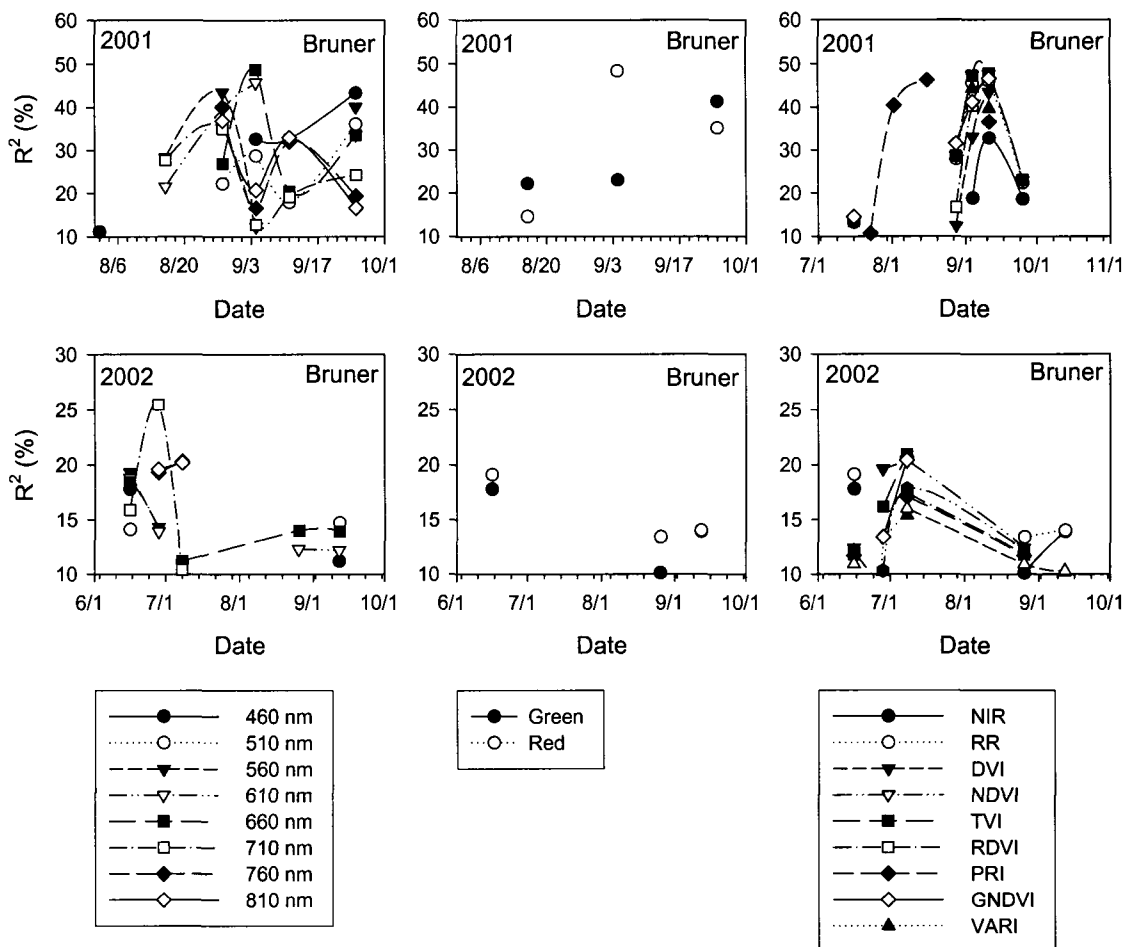 2001 Bruner
60
50
40
30
20
10
R² (%)
8/6 8/20 9/3 9/17 10/1
Date
2001 Bruner
60
50
40
30
20
10
8/6 8/20 9/3 9/17 10/1
Date
2001 Bruner
60
50
40
30
20
10
7/1 8/1 9/1 10/1 11/1
Date
2002 Bruner
30
25
20
15
10
R² (%)
6/1 7/1 8/1 9/1 10/1
Date
2002 Bruner
30
25
20
15
10
6/1 7/1 8/1 9/1 10/1
Date
2002 Bruner
30
25
20
15
10
6/1 7/1 8/1 9/1 10/1
Date
460 nm
510 nm
560 nm
610 nm
660 nm
710 nm
760 nm
810 nm
Green
Red
NIR
RR
DVI
NDVI
TVI
RDVI
PRI
GNDVI
VARI